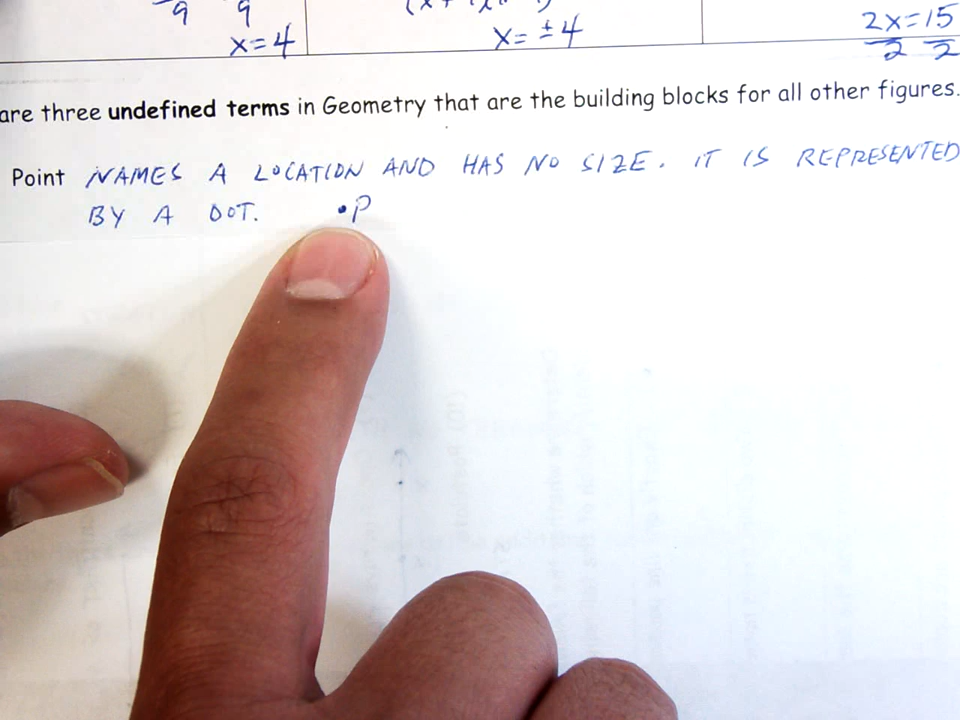 9 9
x=4
x= ±4
2x=15
2 2
are three undefined terms in Geometry that are the building blocks for all other figures.
Point NAMES A LOCATION AND HAS NO SIZE. IT IS REPRESENTED
BY A DOT. •P